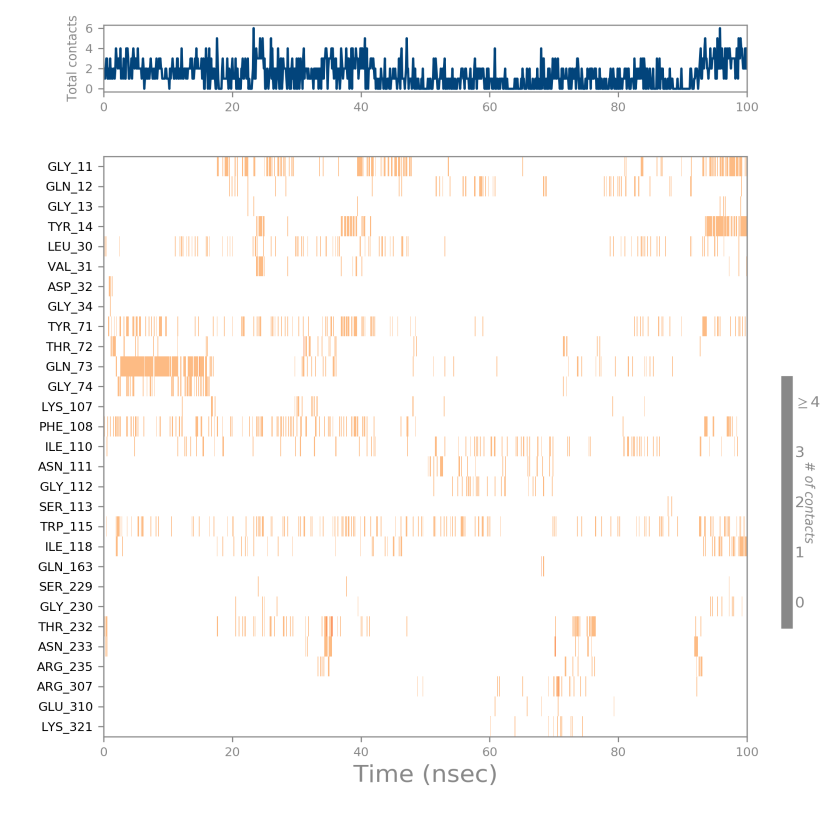 Total contacts
6
4
2
0
0 20 40 60 80 100
GLY_11
GLN_12
GLY_13
TYR_14
LEU_30
VAL_31
ASP_32
GLY_34
TYR_71
THR_72
GLN_73
GLY_74
LYS_107
PHE_108
ILE_110
ASN_111
GLY_112
SER_113
TRP_115
ILE_118
GLN_163
SER_229
GLY_230
THR_232
ASN_233
ARG_235
ARG_307
GLU_310
LYS_321
0 20 40 60 80 100
Time (nsec)
≥4
3
2
1
0
# of contacts